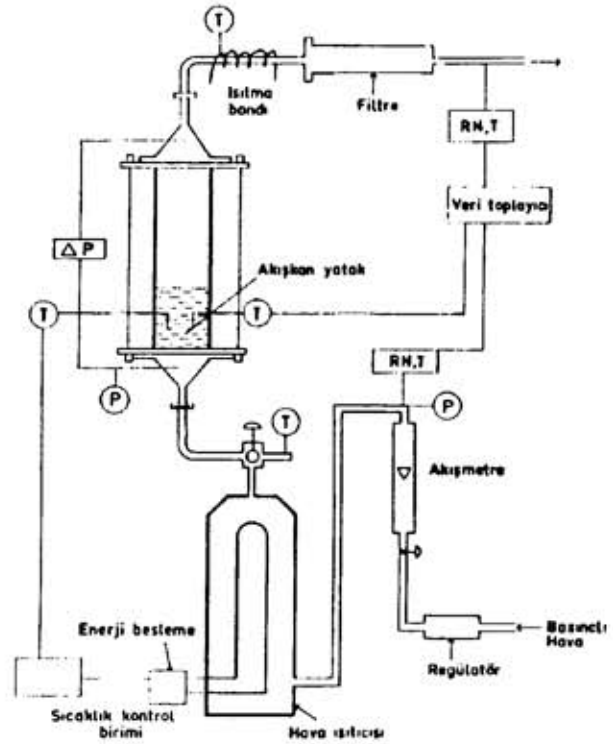 T
Isıtma
bandı
Filtre
RN,T
Veri toplayıcı
Δ P
Akışkan yatak
T
T
RN,T
P
P
T
Akışmetre
Enerji besleme
Basınçlı
Hava
Regülatör
Sıcaklık kontrol
birimi
Hava ısıtıcısı